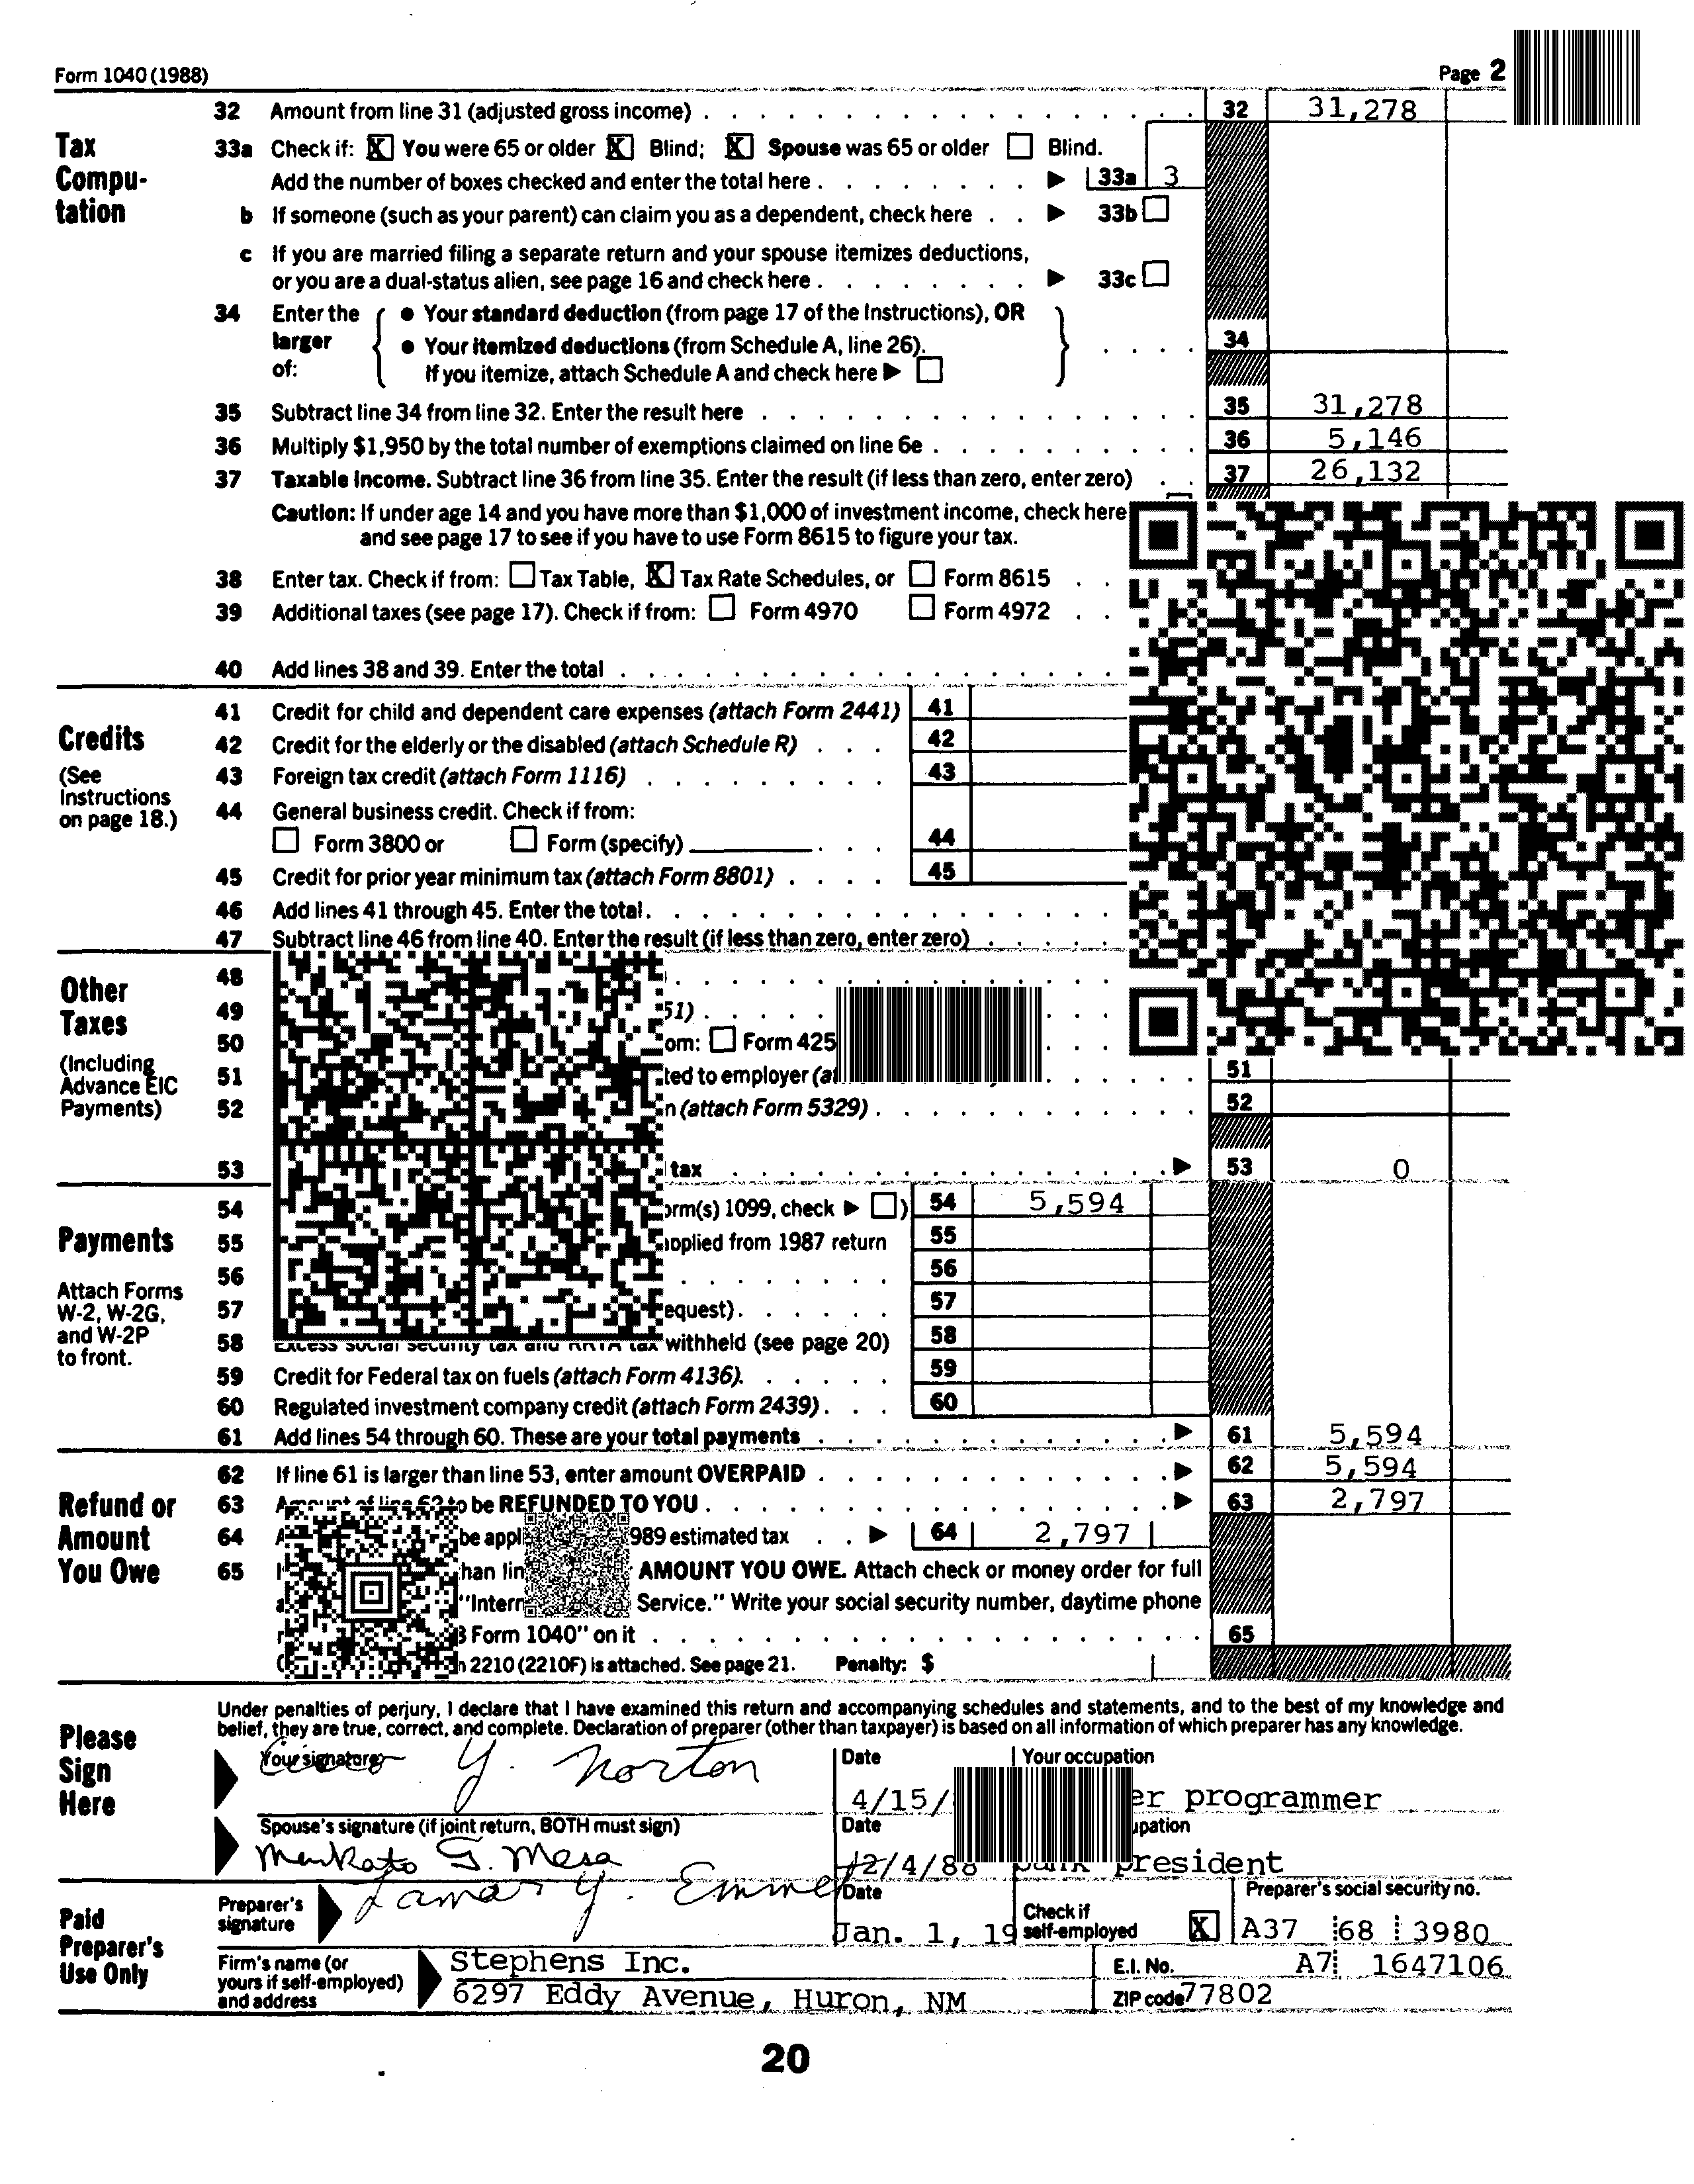 Form 1040 (1988) Page 2
32 Amount from line 31 (adjusted gross income) 32 31,278
Tax Compu- tation
33a Check if: X You were 65 or older X Blind; X Spouse was 65 or older Blind.
Add the number of boxes checked and enter the total here 33a 3
b If someone (such as your parent) can claim you as a dependent, check here 33b
c If you are married filing a separate return and your spouse itemizes deductions,
or you are a dual-status alien, see page 16 and check here 33c
34 Enter the larger of:
● Your standard deduction (from page 17 of the Instructions), OR
● Your itemized deductions (from Schedule A, line 26). 34
If you itemize, attach Schedule A and check here
35 Subtract line 34 from line 32. Enter the result here 35 31,278
36 Multiply $1,950 by the total number of exemptions claimed on line 6e 36 5,146
37 Taxable income. Subtract line 36 from line 35. Enter the result (if less than zero, enter zero) 37 26,132
Caution: If under age 14 and you have more than $1,000 of investment income, check here
and see page 17 to see if you have to use Form 8615 to figure your tax.
38 Enter tax. Check if from: Tax Table, X Tax Rate Schedules, or Form 8615
39 Additional taxes (see page 17). Check if from: Form 4970 Form 4972
40 Add lines 38 and 39. Enter the total
Credits
(See Instructions on page 18.)
41 Credit for child and dependent care expenses (attach Form 2441) 41
42 Credit for the elderly or the disabled (attach Schedule R) 42
43 Foreign tax credit (attach Form 1116) 43
44 General business credit. Check if from:
Form 3800 or Form (specify) 44
45 Credit for prior year minimum tax (attach Form 8801) 45
46 Add lines 41 through 45. Enter the total
47 Subtract line 46 from line 40. Enter the result (if less than zero, enter zero)
Other Taxes
(Including Advance EIC Payments)
48
49 51)
50 om: Form 425
51 ted to employer 51
52 n (attach Form 5329) 52
53 tax 53 0
Payments
Attach Forms W-2, W-2G, and W-2P to front.
54 orm(s) 1099, check ) 54 5,594
55 applied from 1987 return 55
56 56
57 equest) 57
58 Excess social security tax and RRTA tax withheld (see page 20) 58
59 Credit for Federal tax on fuels (attach Form 4136) 59
60 Regulated investment company credit (attach Form 2439) 60
61 Add lines 54 through 60. These are your total payments 61 5,594
62 If line 61 is larger than line 53, enter amount OVERPAID 62 5,594
Refund or Amount You Owe
63 Amount of line 62 to be REFUNDED TO YOU 63 2,797
64 be appl 989 estimated tax 64 2,797
65 han lin AMOUNT YOU OWE. Attach check or money order for full
"Intern Service." Write your social security number, daytime phone
Form 1040" on it 65
2210 (2210F) is attached. See page 21. Penalty: $
Please Sign Here
Under penalties of perjury, I declare that I have examined this return and accompanying schedules and statements, and to the best of my knowledge and
belief, they are true, correct, and complete. Declaration of preparer (other than taxpayer) is based on all information of which preparer has any knowledge.
Your signature Y. Norton Date 4/15/ Your occupation er programmer
Spouse's signature (if joint return, BOTH must sign) Mankato G. Mesa Date 12/4/88 upation bank president
Paid Preparer's Use Only
Preparer's signature Lamar Y. Emmet Date Jan. 1, 19 Check if self-employed X Preparer's social security no. A37 68 3980
Firm's name (or yours if self-employed) and address Stephens Inc. E.I. No. A7 1647106
6297 Eddy Avenue, Huron, NM ZIP code 77802
20